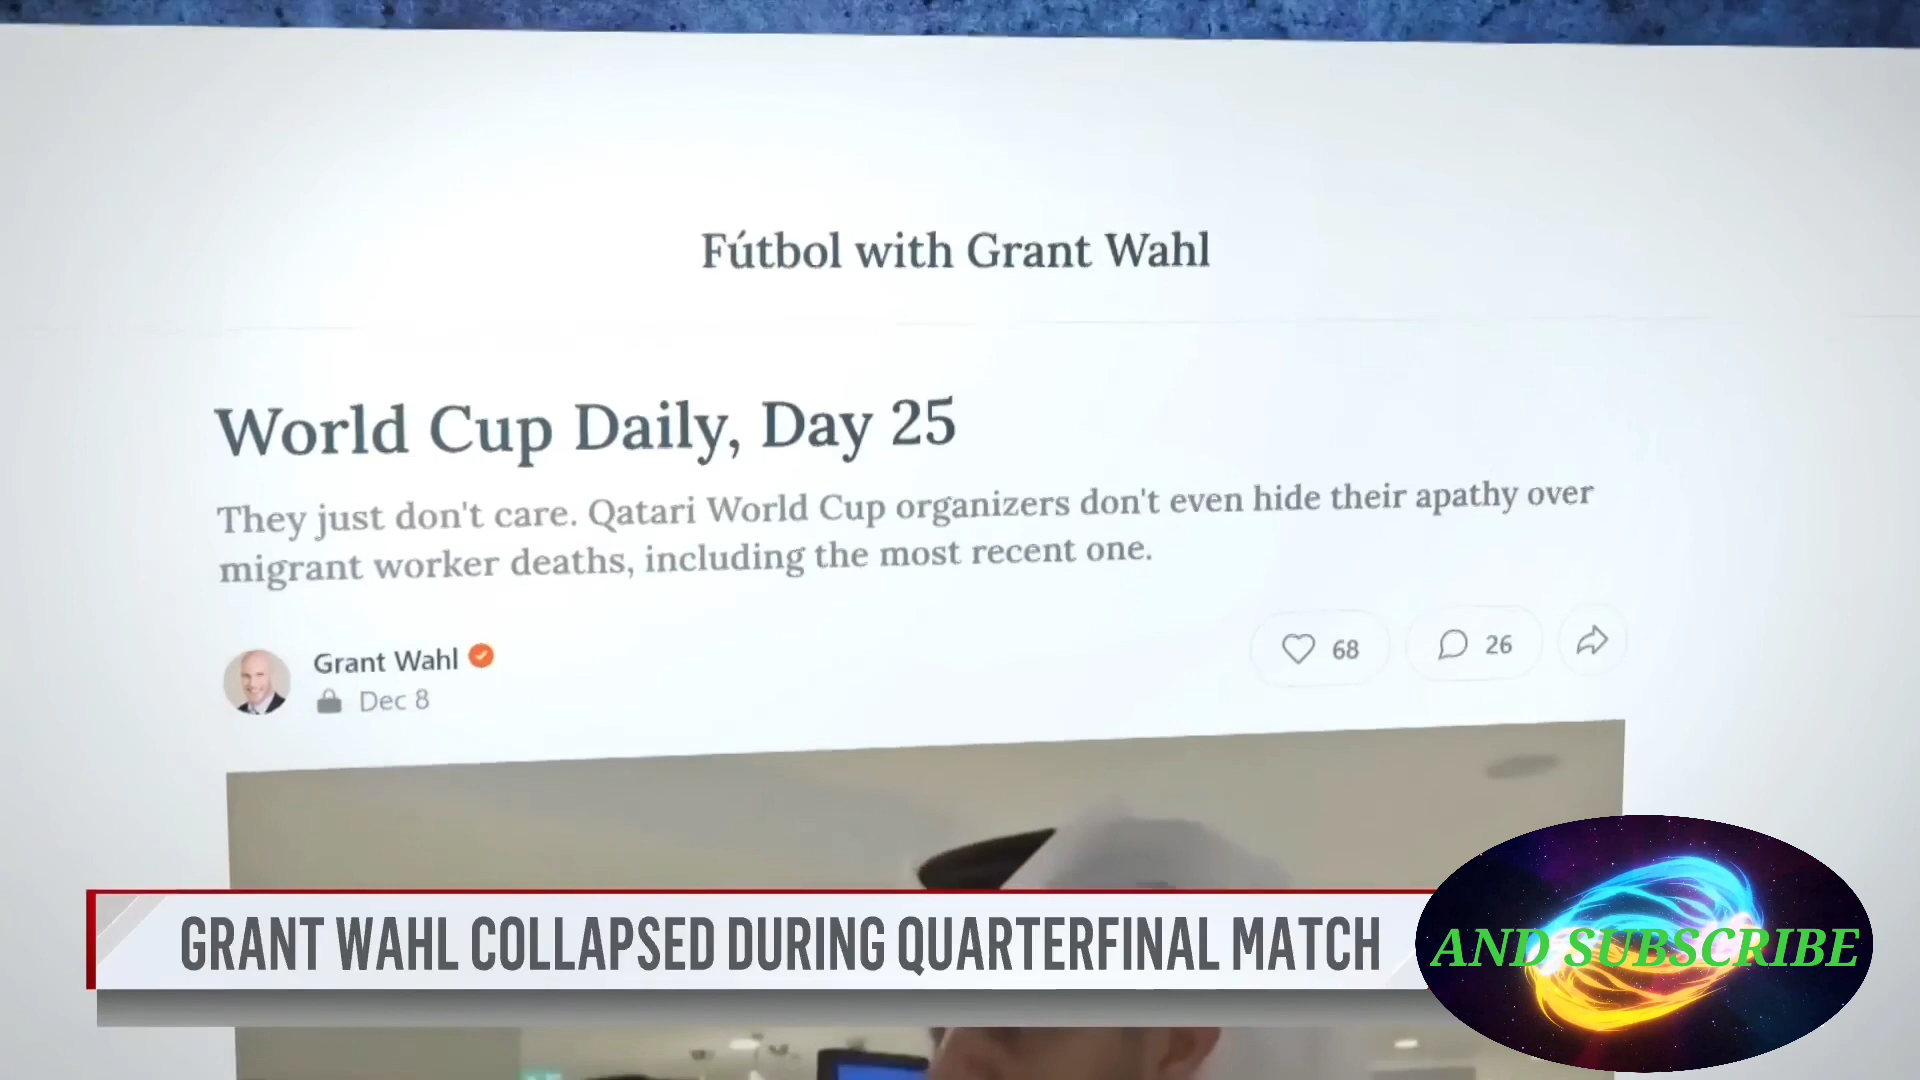 Fútbol with Grant Wahl
World Cup Daily, Day 25
They just don't care. Qatari World Cup organizers don't even hide their apathy over
migrant worker deaths, including the most recent one.
Grant Wahl
Dec 8
68
26
GRANT WAHL COLLAPSED DURING QUARTERFINAL MATCH
AND SUBSCRIBE